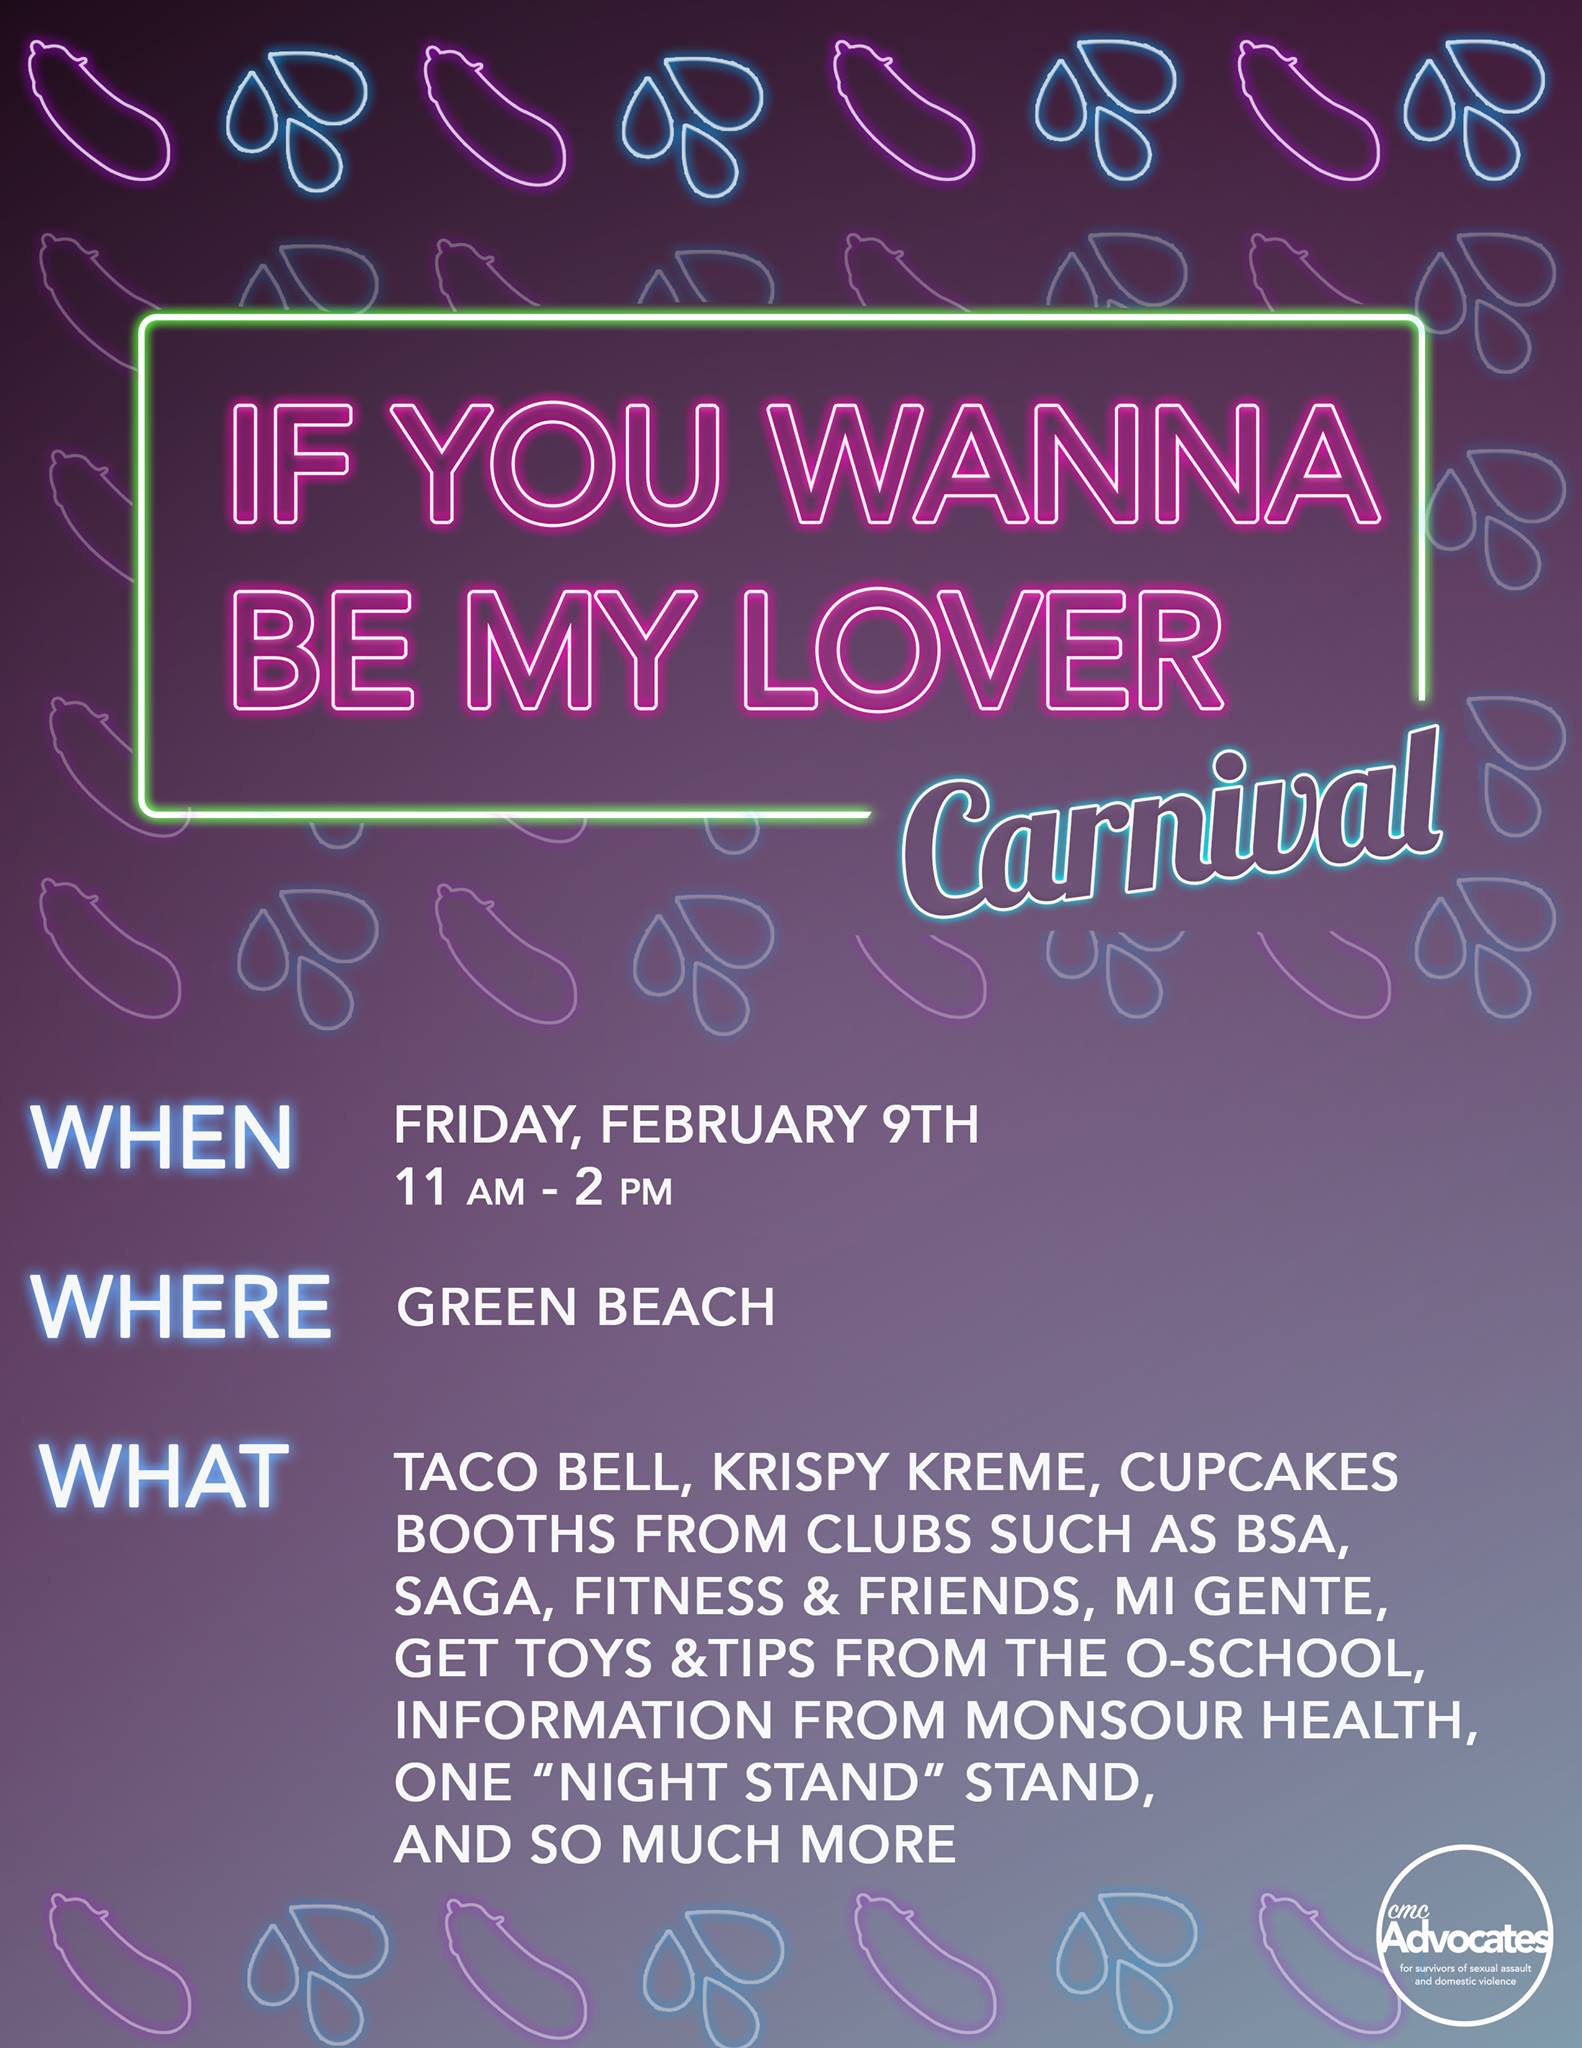 IF YOU WANNA
BE MY LOVER
Carnival
WHEN
FRIDAY, FEBRUARY 9TH
11 AM - 2 PM
WHERE
GREEN BEACH
WHAT
TACO BELL, KRISPY KREME, CUPCAKES
BOOTHS FROM CLUBS SUCH AS BSA,
SAGA, FITNESS & FRIENDS, MI GENTE,
GET TOYS &TIPS FROM THE O-SCHOOL,
INFORMATION FROM MONSOUR HEALTH,
ONE “NIGHT STAND” STAND,
AND SO MUCH MORE
cmc
Advocates
for survivors of sexual assault
and domestic violence